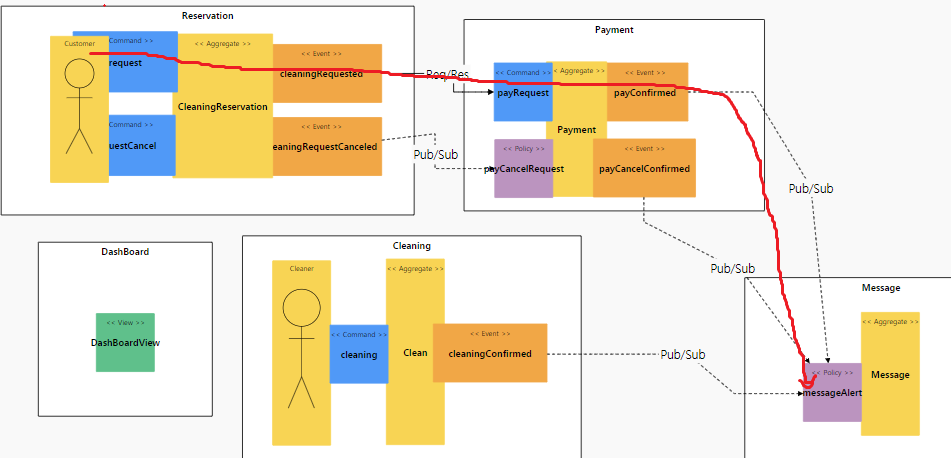 Reservation
Customer
Command >>
request
<< Aggregate >>
CleaningReservation
<< Event >>
cleaningRequested
Command >>
uestCancel
<< Event >>
eaningRequestCanceled
Req/Res
Pub/Sub
Payment
<< Command >>
payRequest
<< Aggregate >>
Payment
<< Event >>
payConfirmed
<< Policy >>
payCancelRequest
<< Event >>
payCancelConfirmed
Pub/Sub
Pub/Sub
DashBoard
<< View >>
DashBoardView
Cleaning
Cleaner
<< Command >>
cleaning
<< Aggregate >>
Clean
<< Event >>
cleaningConfirmed
Pub/Sub
Message
<< Policy >>
messageAlert
<< Aggregate >>
Message